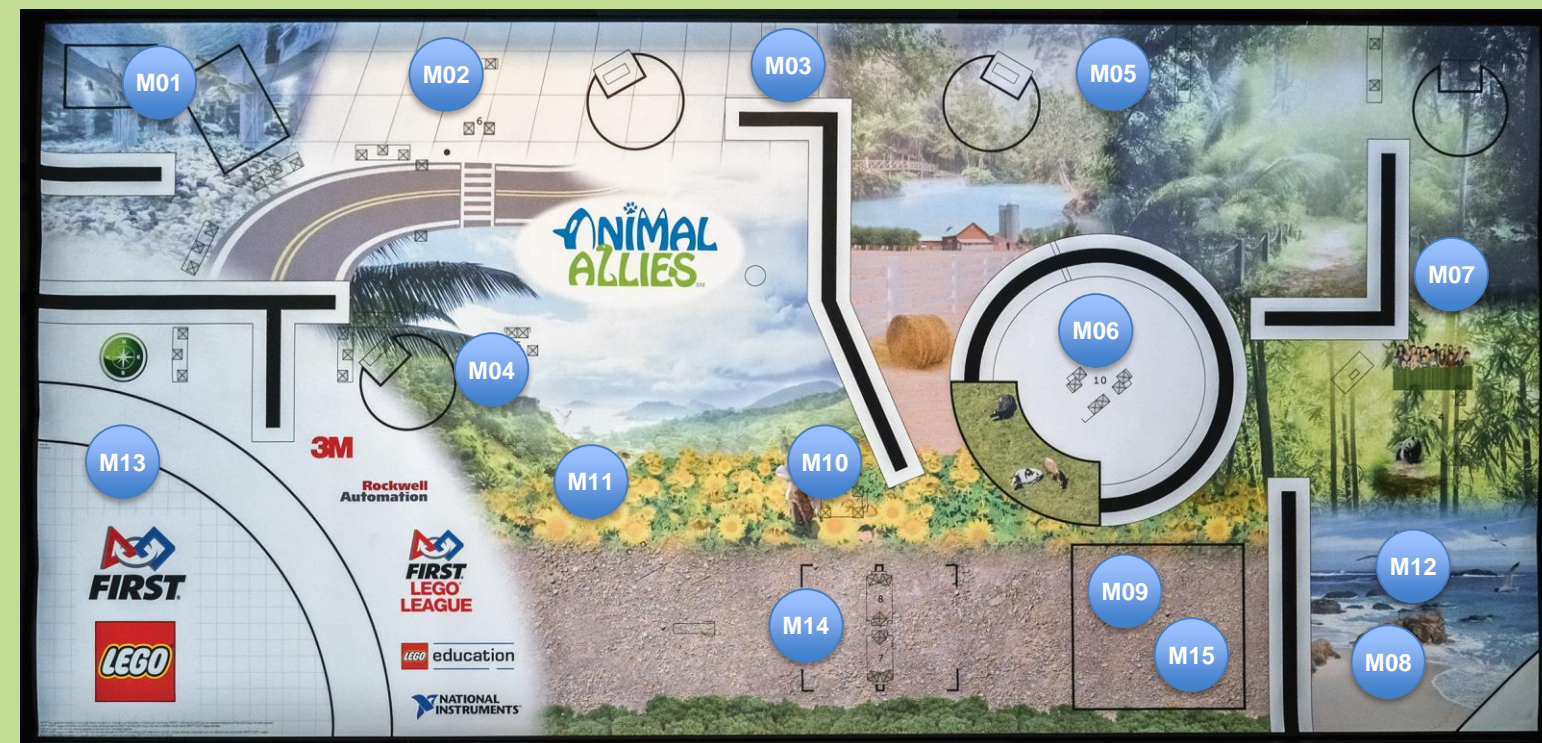 M01
M02
M03
M05
6
ANIMAL
ALLIES
M07
M06
10
M04
M13
3M
Rockwell
Automation
M11
M10
FIRST
FIRST
LEGO
LEAGUE
M09
M12
8
M14
7
M15
M08
LEGO
LEGO education
NATIONAL
INSTRUMENTS